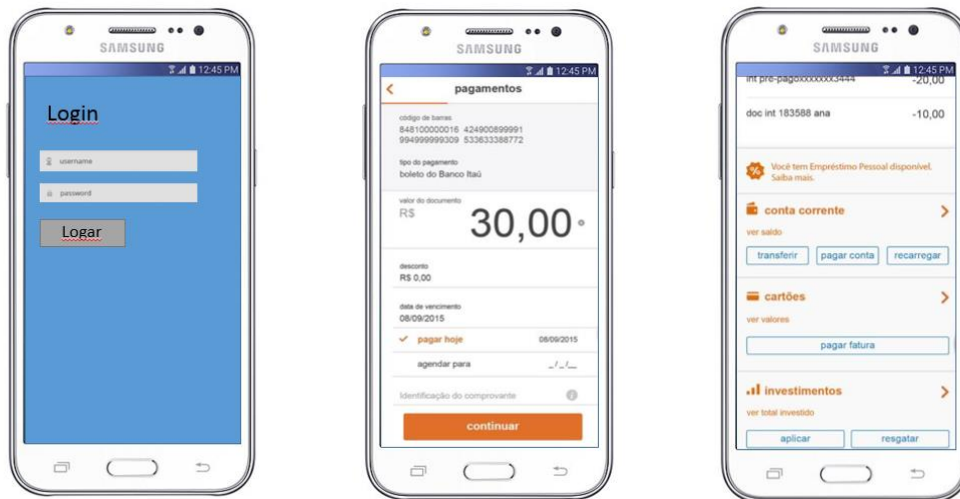 SAMSUNG
12:45 PM
Login
username
password
Logar
SAMSUNG
12:45 PM
pagamentos
código de barras
848100000016 424900899991
994999999309 533633388772
tipo do pagamento
boleto do Banco Itaú
valor do documento
R$ 30,00
desconto
R$ 0,00
data de vencimento
08/09/2015
pagar hoje 08/09/2015
agendar para _/_/__
Identificação do comprovante
continuar
SAMSUNG
12:45 PM
int pré-pagoxxxxxxx3444 -20,00
doc int 183588 ana -10,00
Você tem Empréstimo Pessoal disponível.
Saiba mais.
conta corrente
ver saldo
transferir pagar conta recarregar
cartões
ver valores
pagar fatura
investimentos
ver total investido
aplicar resgatar